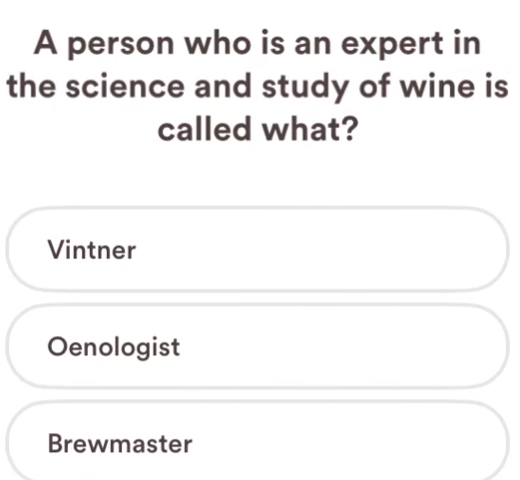 A person who is an expert in
the science and study of wine is
called what?
Vintner
Oenologist
Brewmaster